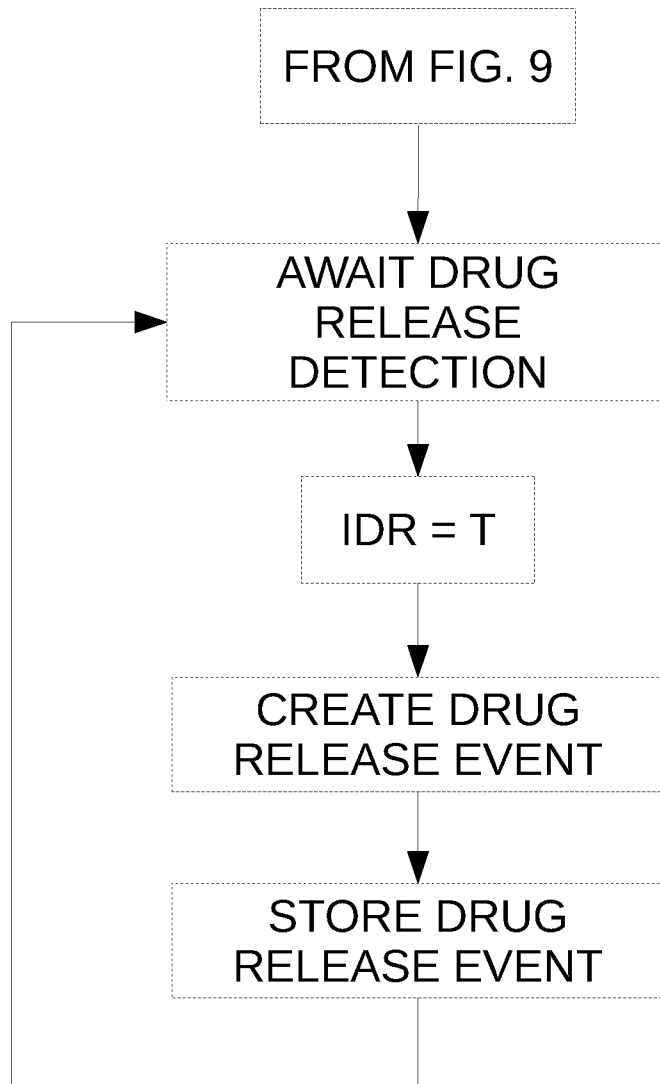 FROM FIG. 9
AWAIT DRUG
RELEASE
DETECTION
IDR = T
CREATE DRUG
RELEASE EVENT
STORE DRUG
RELEASE EVENT